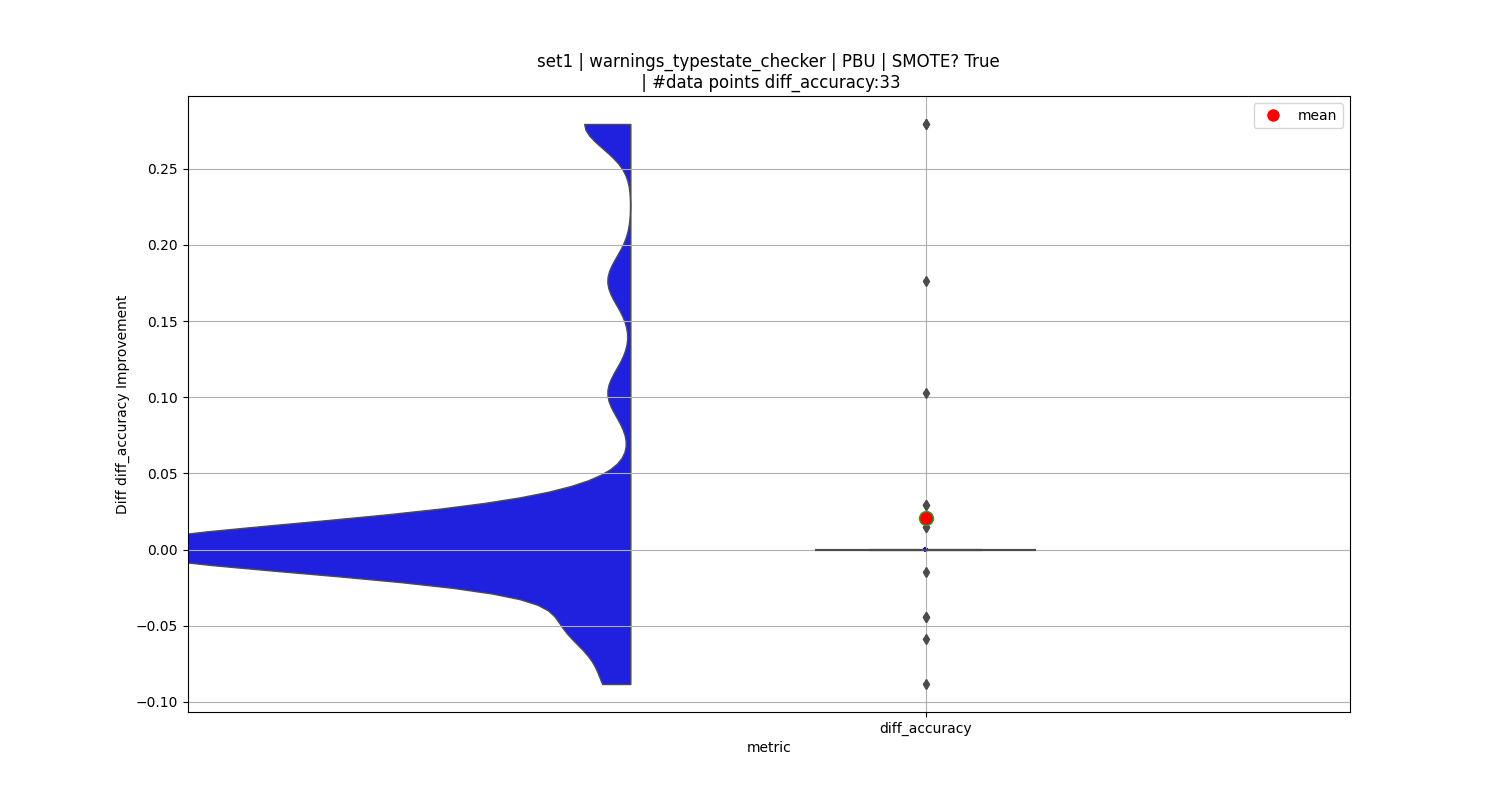 set1 | warnings_typestate_checker | PBU | SMOTE? True
| #data points diff_accuracy:33
mean
0.25
0.20
0.15
0.10
0.05
0.00
−0.05
−0.10
Diff diff_accuracy Improvement
diff_accuracy
metric